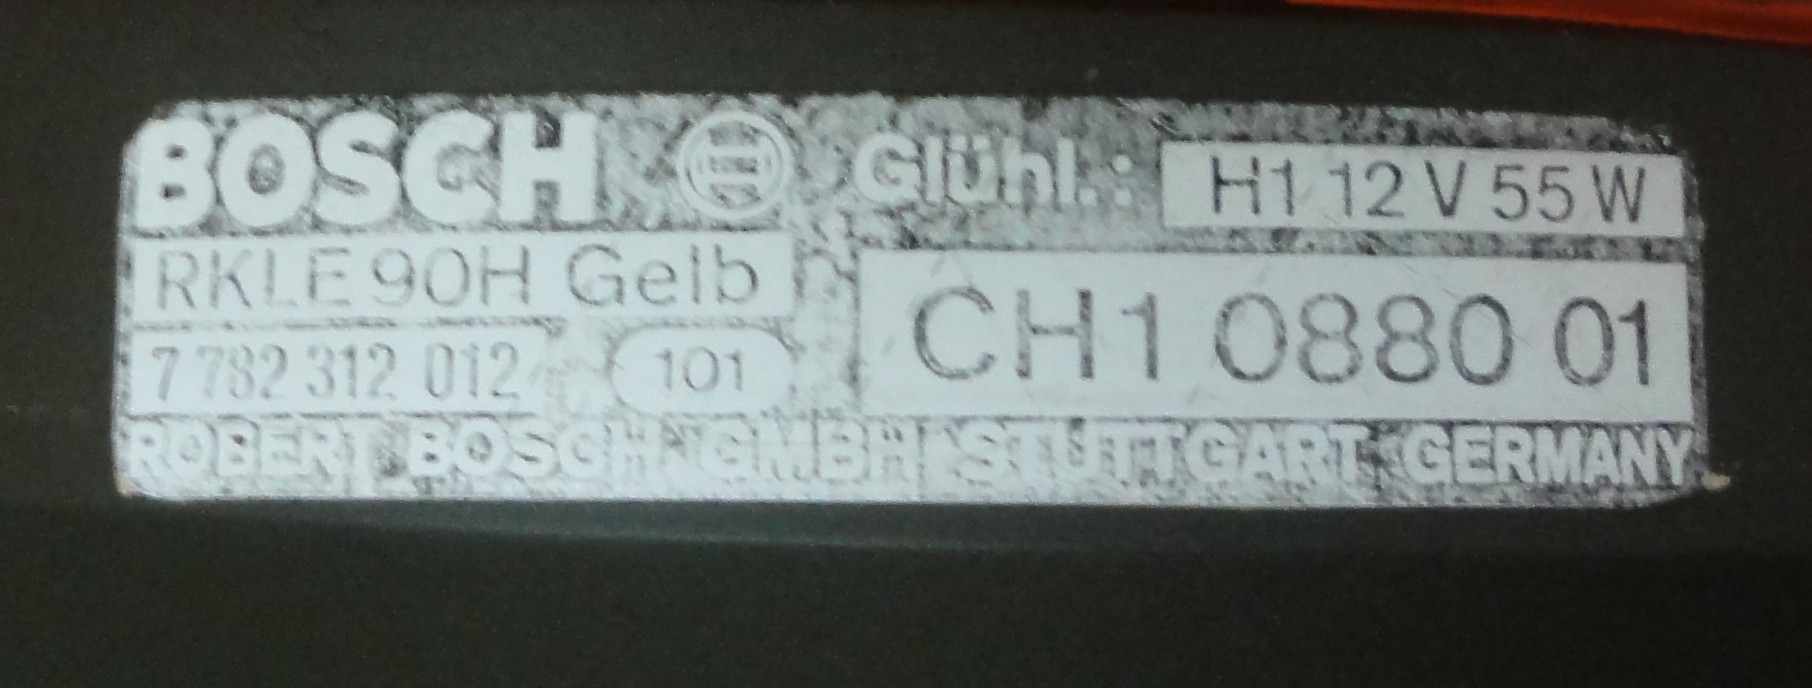 BOSCH Glühl.: H1 12 V 55 W
RKLE 90H Gelb
CH1 0880 01
7 782 312 012 101
ROBERT BOSCH GMBH STUTTGART GERMANY